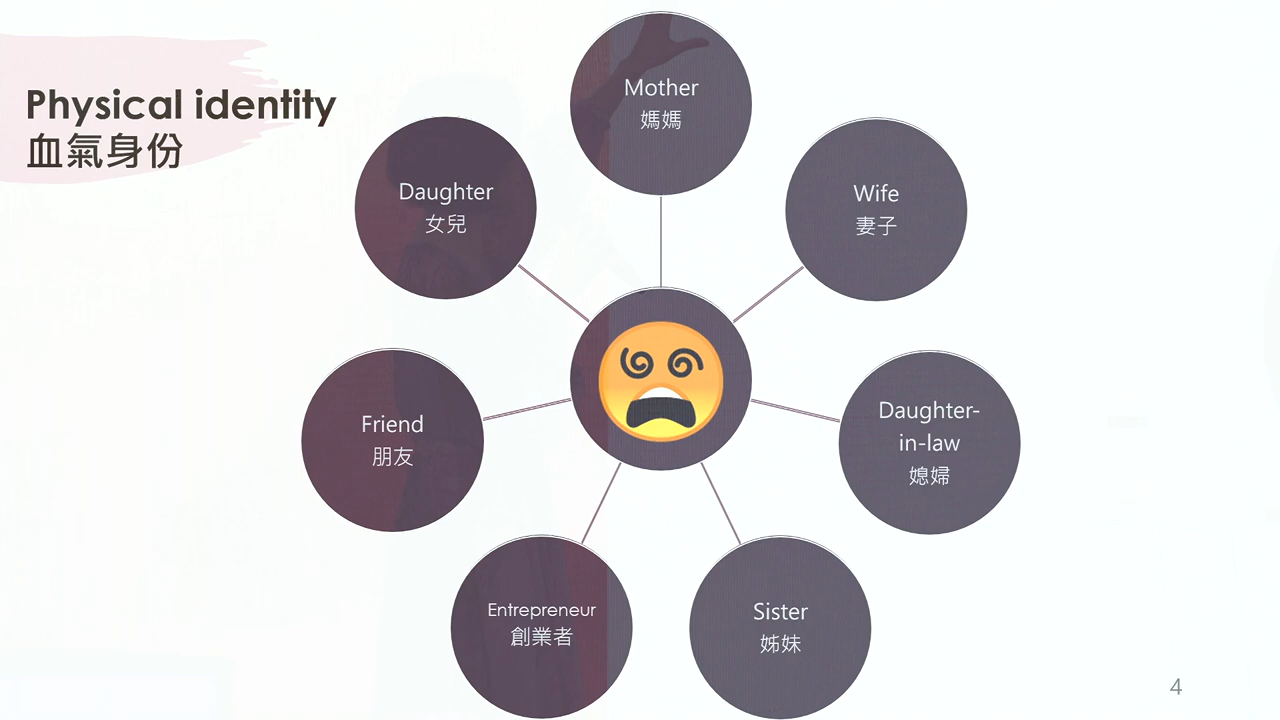 Physical identity
血氣身份
Mother
媽媽
Wife
妻子
Daughter-
in-law
媳婦
Sister
姊妹
Entrepreneur
創業者
Friend
朋友
Daughter
女兒
4